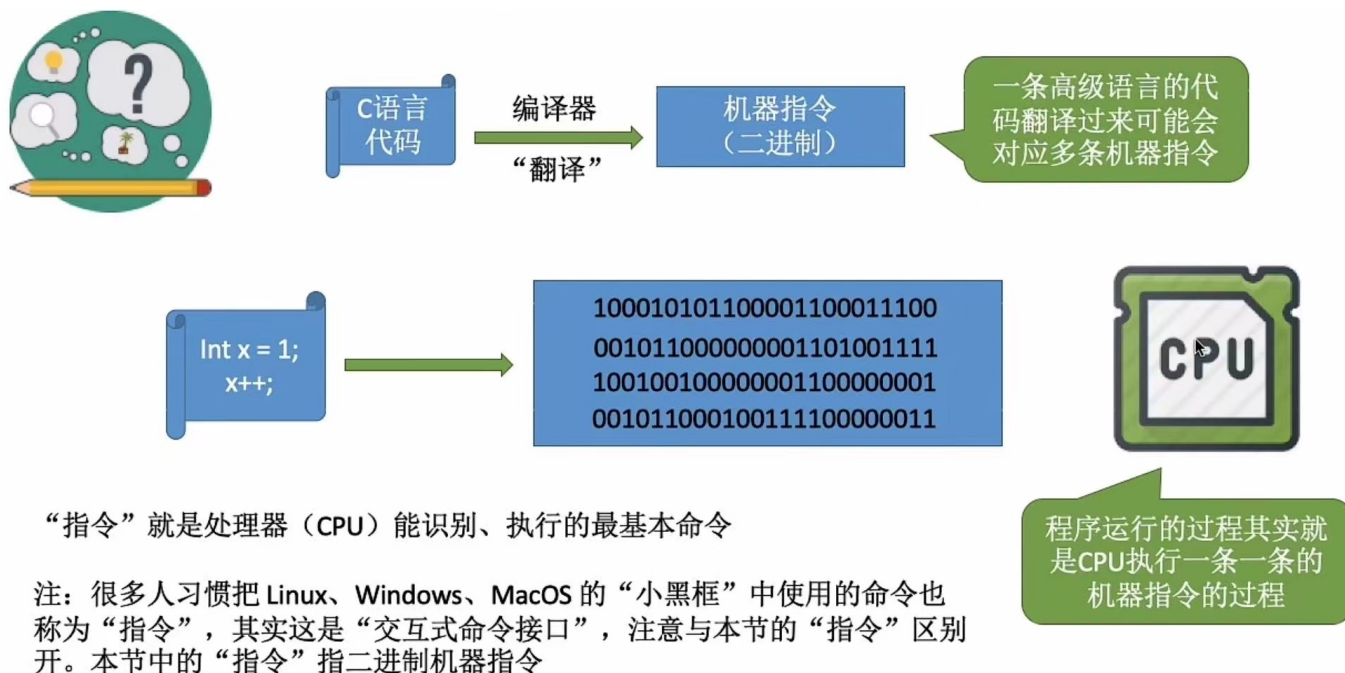 ?
C语言
代码
编译器
“翻译”
机器指令
（二进制）
一条高级语言的代
码翻译过来可能会
对应多条机器指令
Int x = 1;
x++;
100010101100001100011100
001011000000001101001111
100100100000001100000001
001011000100111100000011
CPU
“指令”就是处理器（CPU）能识别、执行的最基本命令
程序运行的过程其实就
是CPU执行一条一条的
机器指令的过程
注：很多人习惯把 Linux、Windows、MacOS 的“小黑框”中使用的命令也
称为“指令”，其实这是“交互式命令接口”，注意与本节的“指令”区别
开。本节中的“指令”指二进制机器指令